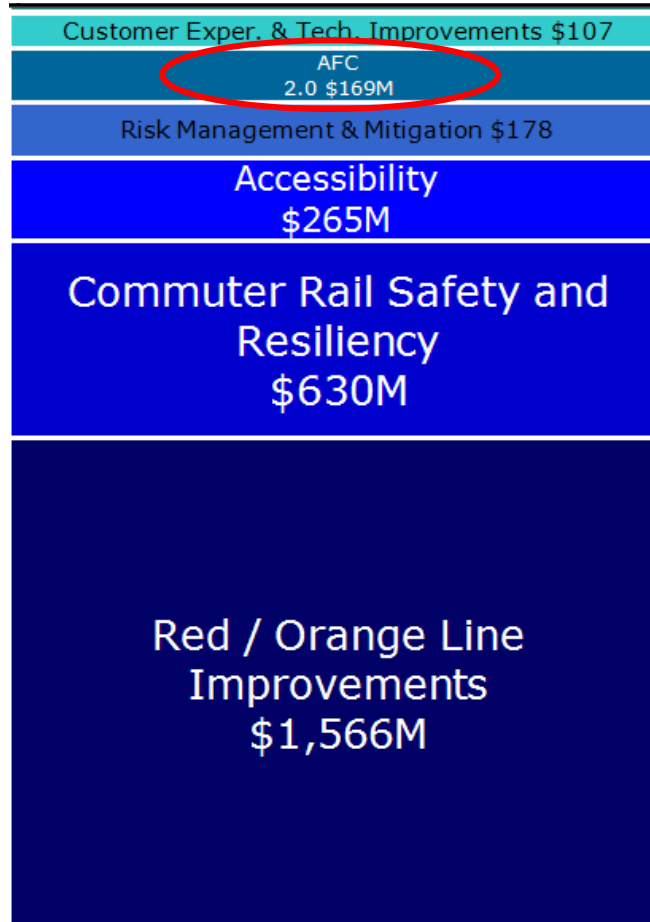 Customer Exper. & Tech. Improvements $107
AFC
2.0 $169M
Risk Management & Mitigation $178
Accessibility
$265M
Commuter Rail Safety and
Resiliency
$630M
Red / Orange Line
Improvements
$1,566M